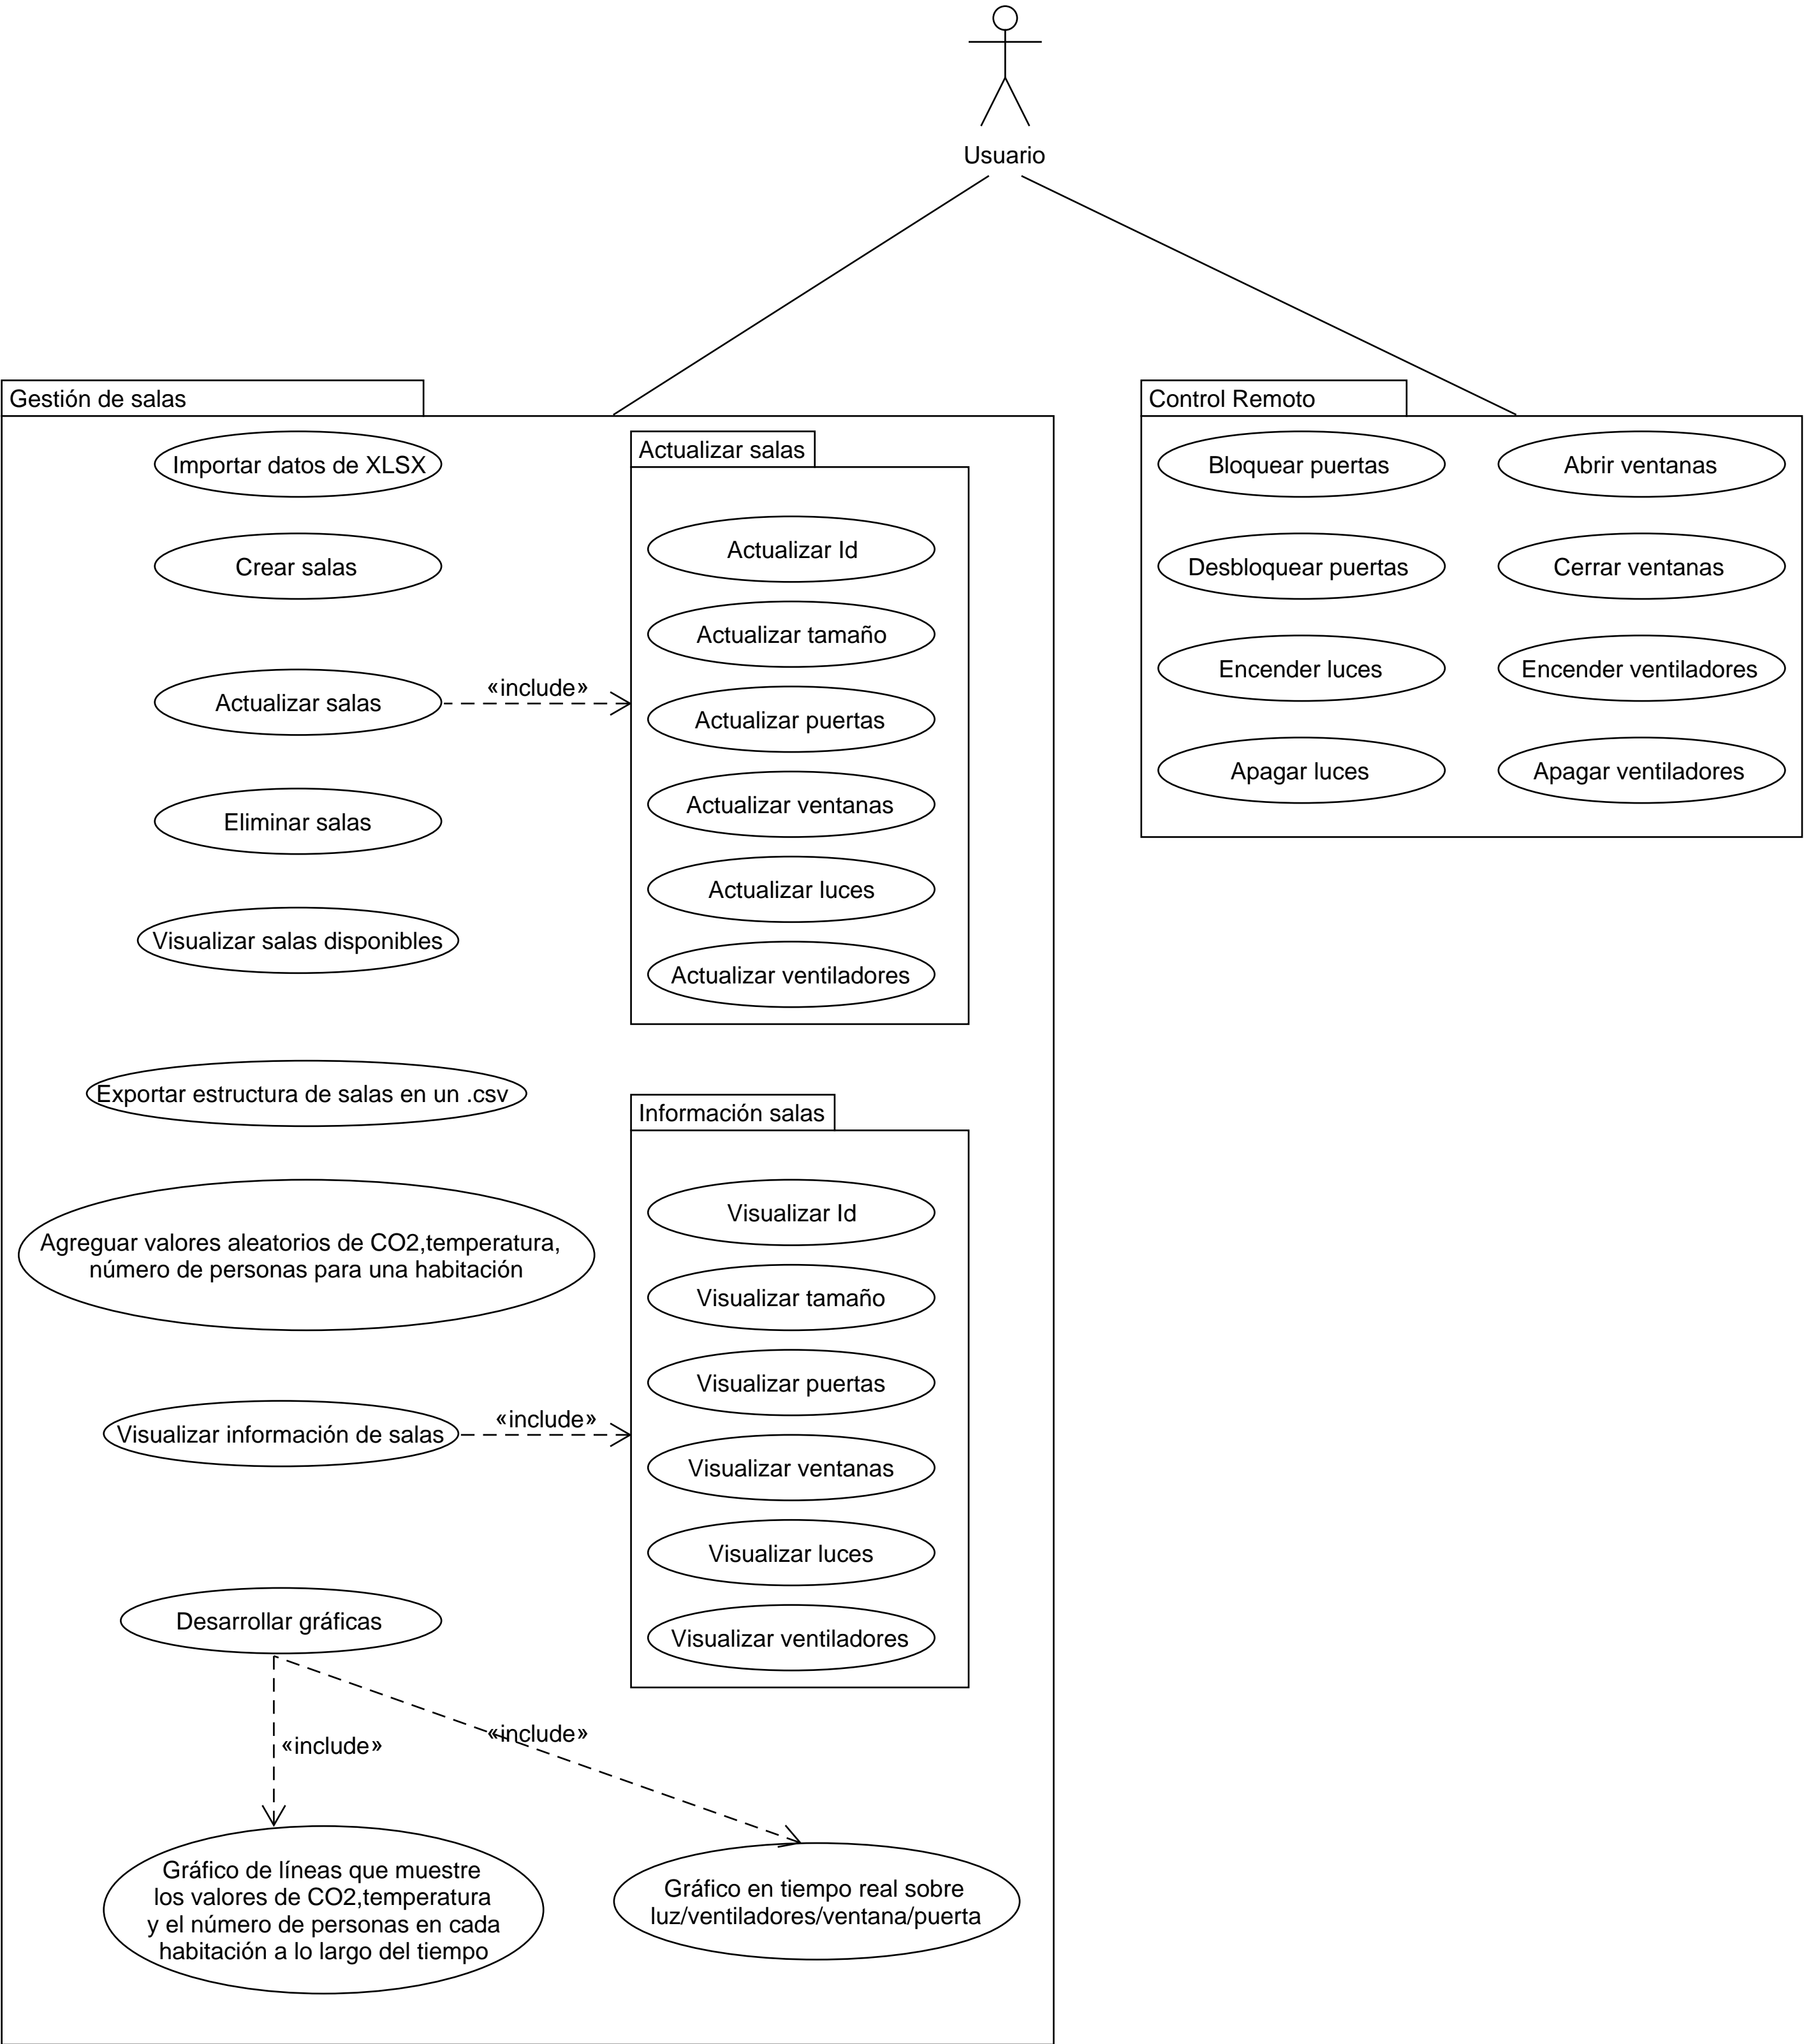 Usuario
Gestión de salas
Importar datos de XLSX
Crear salas
Actualizar salas
«include»
Eliminar salas
Visualizar salas disponibles
Exportar estructura de salas en un .csv
Agreguar valores aleatorios de CO2,temperatura,
número de personas para una habitación
Visualizar información de salas
«include»
Desarrollar gráficas
«include»
«include»
Gráfico de líneas que muestre
los valores de CO2,temperatura
y el número de personas en cada
habitación a lo largo del tiempo
Gráfico en tiempo real sobre
luz/ventiladores/ventana/puerta
Actualizar salas
Actualizar Id
Actualizar tamaño
Actualizar puertas
Actualizar ventanas
Actualizar luces
Actualizar ventiladores
Información salas
Visualizar Id
Visualizar tamaño
Visualizar puertas
Visualizar ventanas
Visualizar luces
Visualizar ventiladores
Control Remoto
Bloquear puertas
Abrir ventanas
Desbloquear puertas
Cerrar ventanas
Encender luces
Encender ventiladores
Apagar luces
Apagar ventiladores